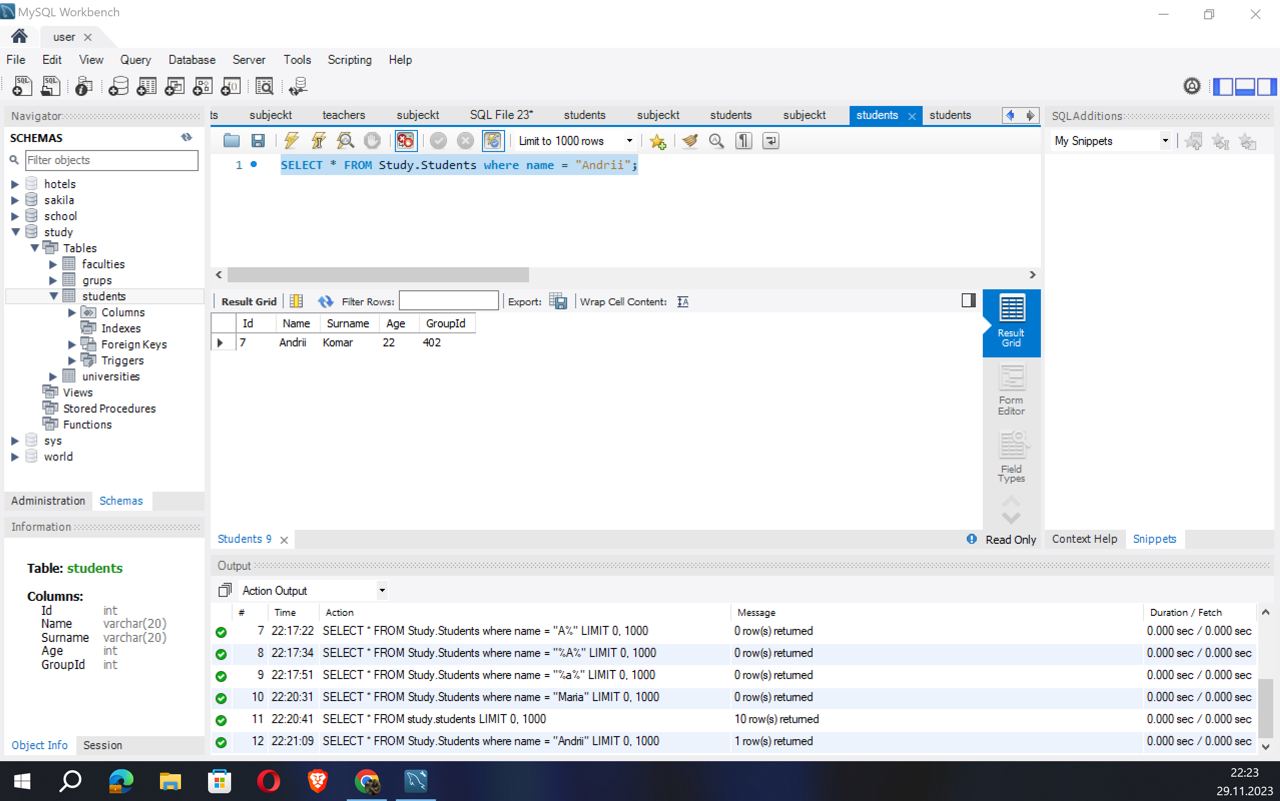 MySQL Workbench
user
File Edit View Query Database Server Tools Scripting Help
Navigator
SCHEMAS
Filter objects
hotels
sakila
school
study
Tables
faculties
grups
students
Columns
Indexes
Foreign Keys
Triggers
universities
Views
Stored Procedures
Functions
sys
world
Administration Schemas
Information
Table: students
Columns:
Id int
Name varchar(20)
Surname varchar(20)
Age int
GroupId int
Object Info Session
ts subjeckt teachers subjeckt SQL File 23* students subjeckt students subjeckt students students
Limit to 1000 rows
1 SELECT * FROM Study.Students where name = "Andrii";
Result Grid Filter Rows: Export: Wrap Cell Content:
Id Name Surname Age GroupId
7 Andrii Komar 22 402
Result Grid
Form Editor
Field Types
Students 9
Read Only
SQLAdditions
My Snippets
Context Help Snippets
Output
Action Output
# Time Action Message Duration / Fetch
7 22:17:22 SELECT * FROM Study.Students where name = "A%" LIMIT 0, 1000 0 row(s) returned 0.000 sec / 0.000 sec
8 22:17:34 SELECT * FROM Study.Students where name = "%A%" LIMIT 0, 1000 0 row(s) returned 0.000 sec / 0.000 sec
9 22:17:51 SELECT * FROM Study.Students where name = "%a%" LIMIT 0, 1000 0 row(s) returned 0.000 sec / 0.000 sec
10 22:20:31 SELECT * FROM Study.Students where name = "Maria" LIMIT 0, 1000 0 row(s) returned 0.000 sec / 0.000 sec
11 22:20:41 SELECT * FROM study.students LIMIT 0, 1000 10 row(s) returned 0.000 sec / 0.000 sec
12 22:21:09 SELECT * FROM Study.Students where name = "Andrii" LIMIT 0, 1000 1 row(s) returned 0.000 sec / 0.000 sec
22:23
29.11.2023